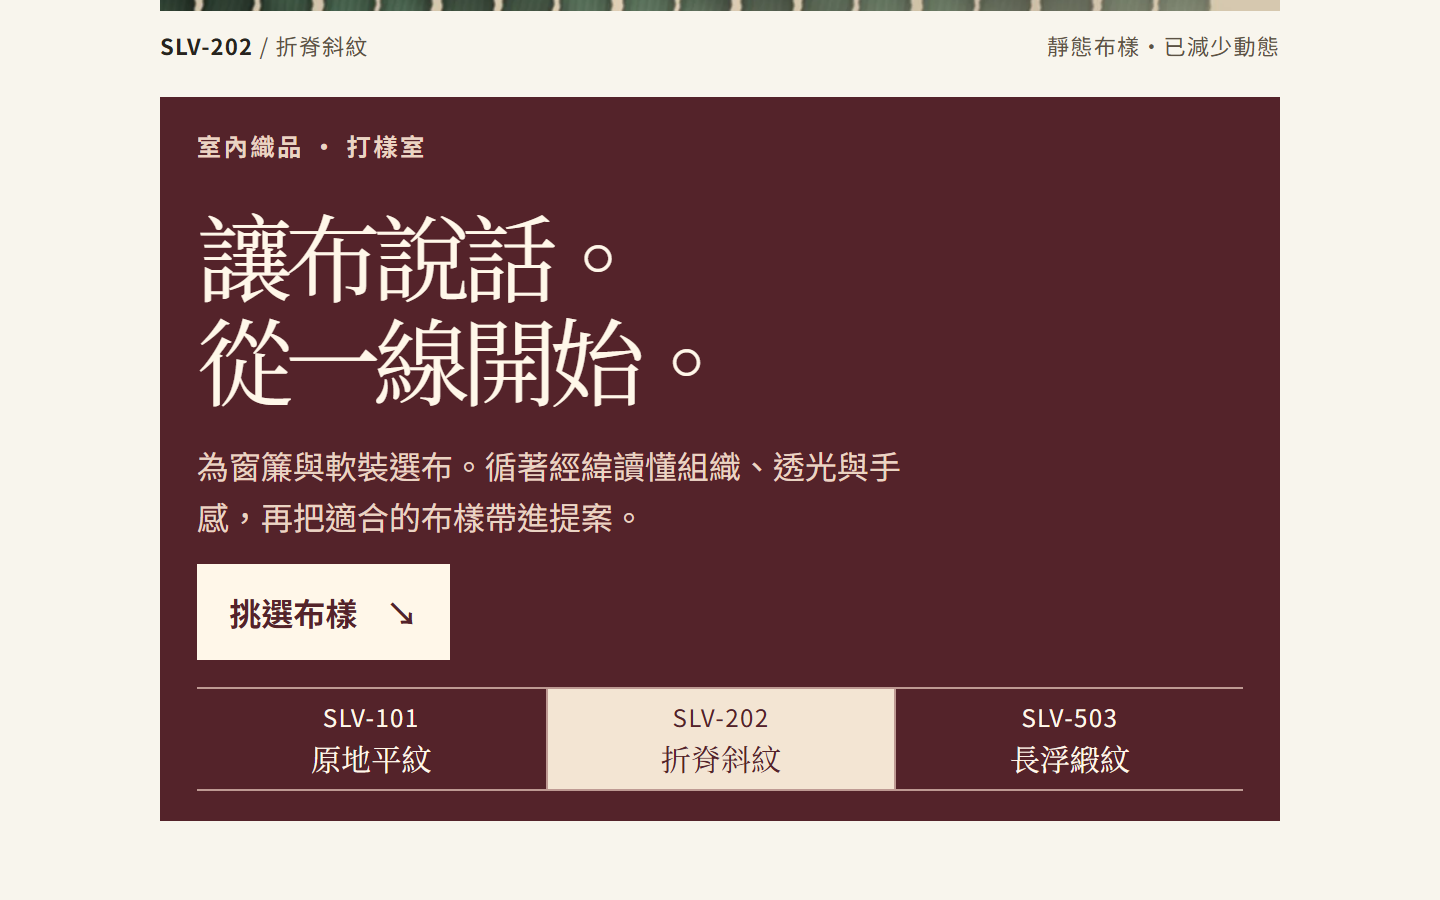 SLV-202 / 折脊斜紋
靜態布樣・已減少動態
室內織品 · 打樣室
讓布說話。
從一線開始。
為窗簾與軟裝選布。循著經緯讀懂組織、透光與手
感，再把適合的布樣帶進提案。
挑選布樣 ↘
SLV-101
原地平紋
SLV-202
折脊斜紋
SLV-503
長浮緞紋